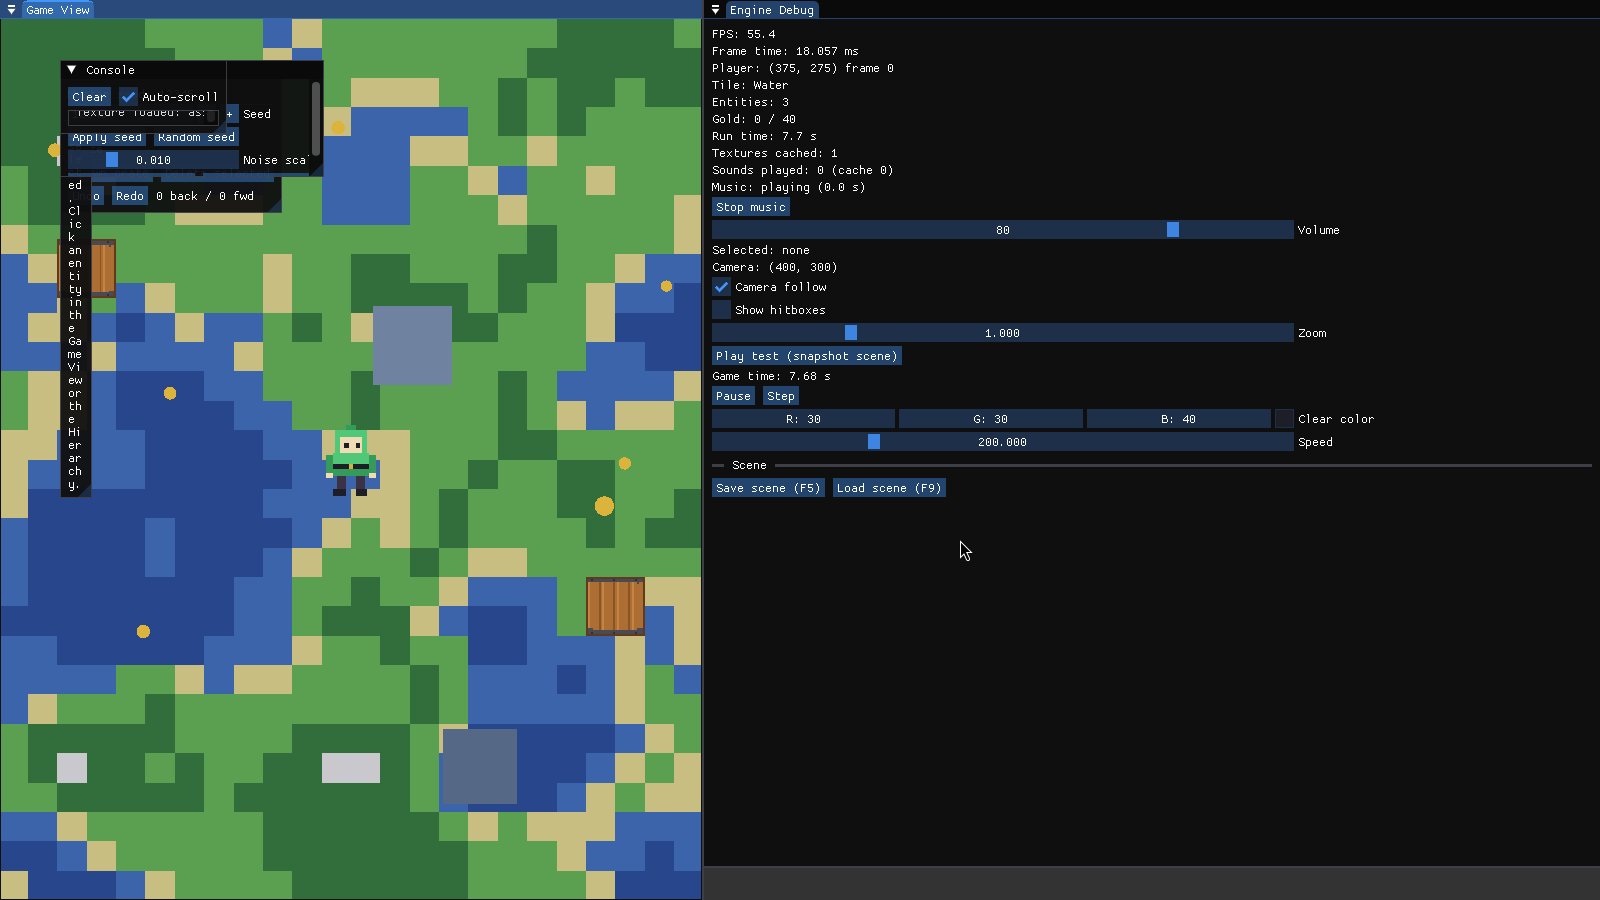 Game View
Console
Clear Auto-scroll
Texture loaded: as:
+ Seed
Apply seed Random seed
0.010 Noise sca
Redo 0 back / 0 fwd
ed
.
Cl
ic
k
an
en
ti
ty
in
th
e
Ga
me
Vi
ew
or
th
e
Hi
er
ar
ch
y.
Engine Debug
FPS: 55.4
Frame time: 18.057 ms
Player: (375, 275) frame 0
Tile: Water
Entities: 3
Gold: 0 / 40
Run time: 7.7 s
Textures cached: 1
Sounds played: 0 (cache 0)
Music: playing (0.0 s)
Stop music
80 Volume
Selected: none
Camera: (400, 300)
Camera follow
Show hitboxes
1.000 Zoom
Play test (snapshot scene)
Game time: 7.68 s
Pause Step
R: 30 G: 30 B: 40 Clear color
200.000 Speed
Scene
Save scene (F5) Load scene (F9)